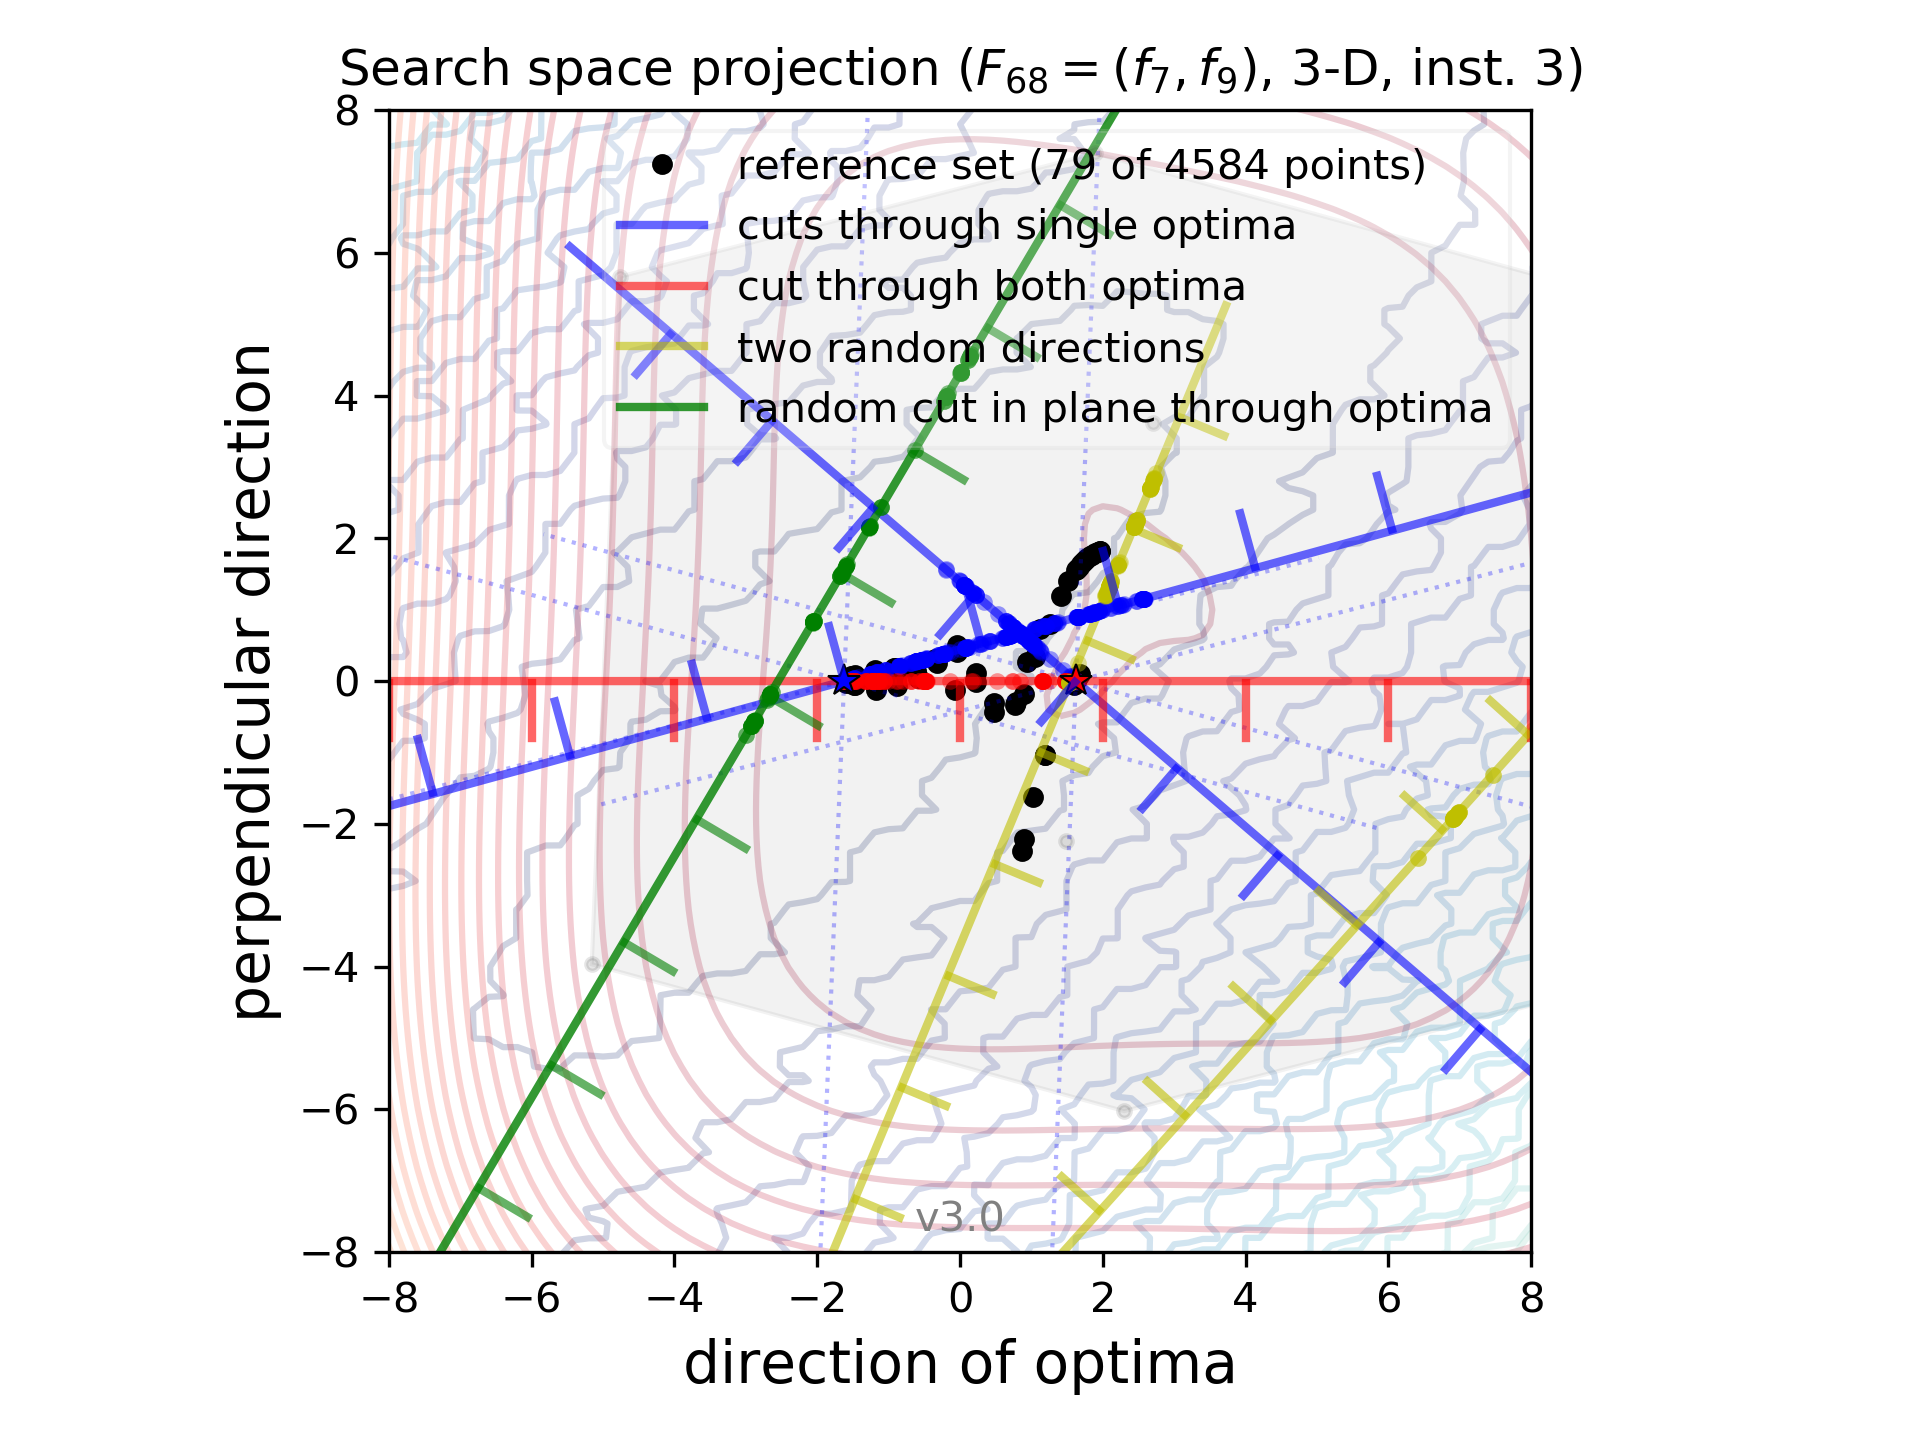 Search space projection (F₆₈ = (f₇, f₉), 3-D, inst. 3)
reference set (79 of 4584 points)
cuts through single optima
cut through both optima
two random directions
random cut in plane through optima
8
6
4
2
0
−2
−4
−6
−8
perpendicular direction
v3.0
−8 −6 −4 −2 0 2 4 6 8
direction of optima